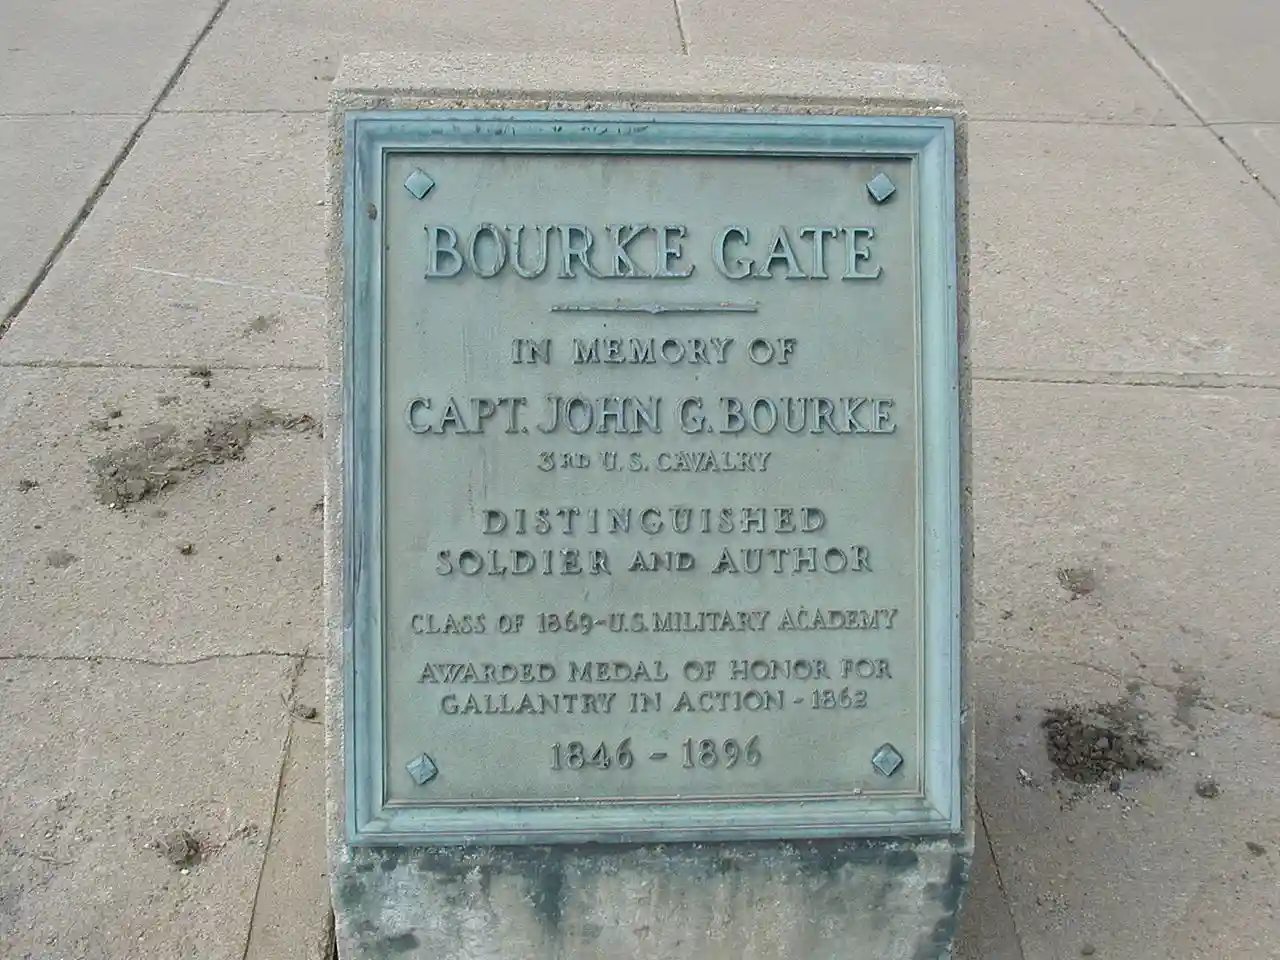 BOURKE GATE
IN MEMORY OF
CAPT. JOHN G. BOURKE
3RD U. S. CAVALRY
DISTINGUISHED
SOLDIER AND AUTHOR
CLASS OF 1869-U.S. MILITARY ACADEMY
AWARDED MEDAL OF HONOR FOR
GALLANTRY IN ACTION - 1862
1846 - 1896